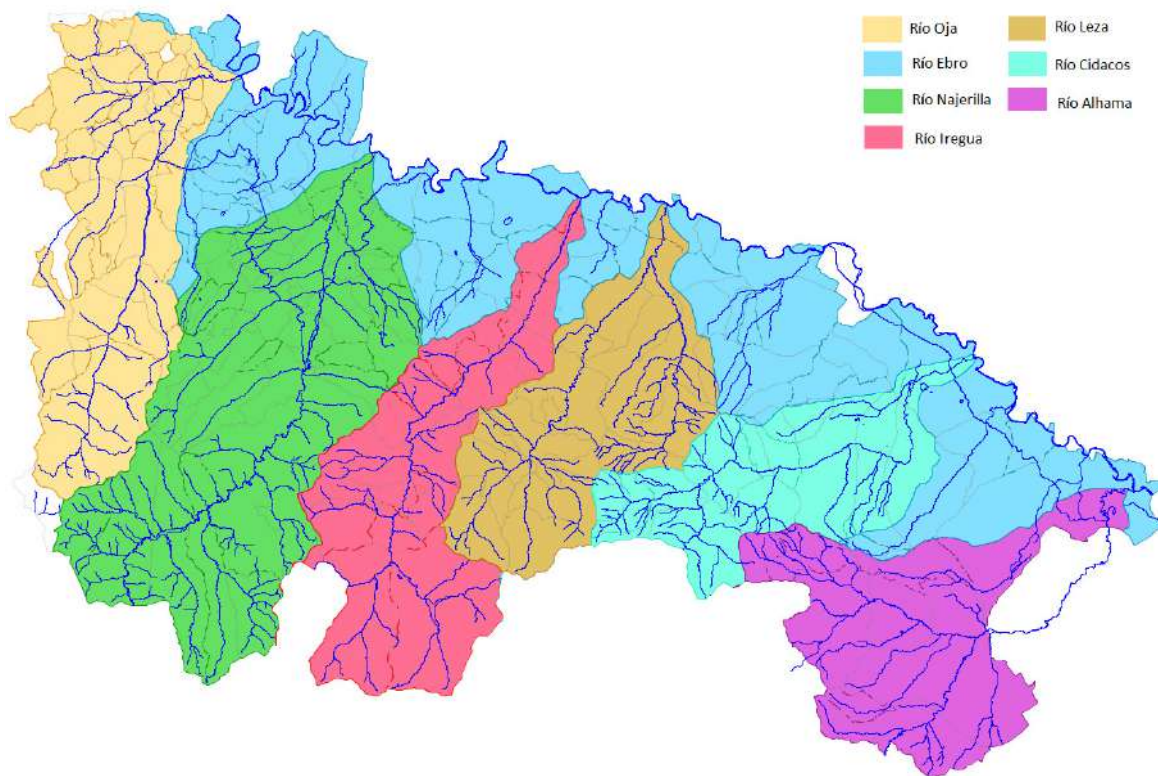 Río Oja
Río Ebro
Río Najerilla
Río Iregua
Río Leza
Río Cidacos
Río Alhama